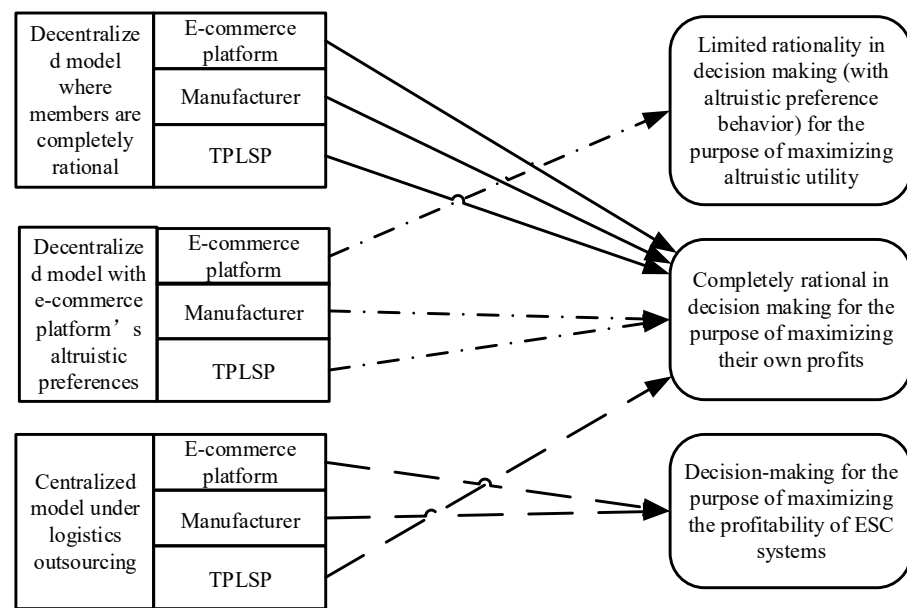 Decentralize
d model
where
members are
completely
rational
E-commerce
platform
Manufacturer
TPLSP
Limited rationality in
decision making (with
altruistic preference
behavior) for the
purpose of maximizing
altruistic utility
Decentralize
d model with
e-commerce
platform’s
altruistic
preferences
E-commerce
platform
Manufacturer
TPLSP
Completely rational in
decision making for the
purpose of maximizing
their own profits
Centralized
model under
logistics
outsourcing
E-commerce
platform
Manufacturer
TPLSP
Decision-making for the
purpose of maximizing
the profitability of ESC
systems